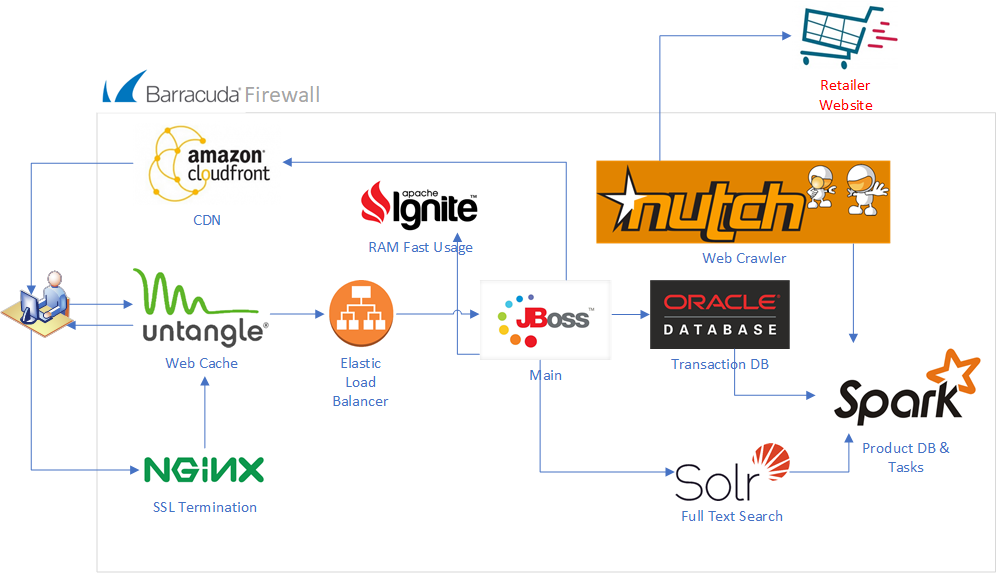 Retailer
Website
Barracuda Firewall
amazon
cloudfront
CDN
apache
Ignite™
RAM Fast Usage
nutch
Web Crawler
untangle®
Web Cache
Elastic
Load
Balancer
JBoss™
Main
ORACLE®
DATABASE
Transaction DB
Spark
Product DB &
Tasks
NGINX
SSL Termination
Solr
Full Text Search